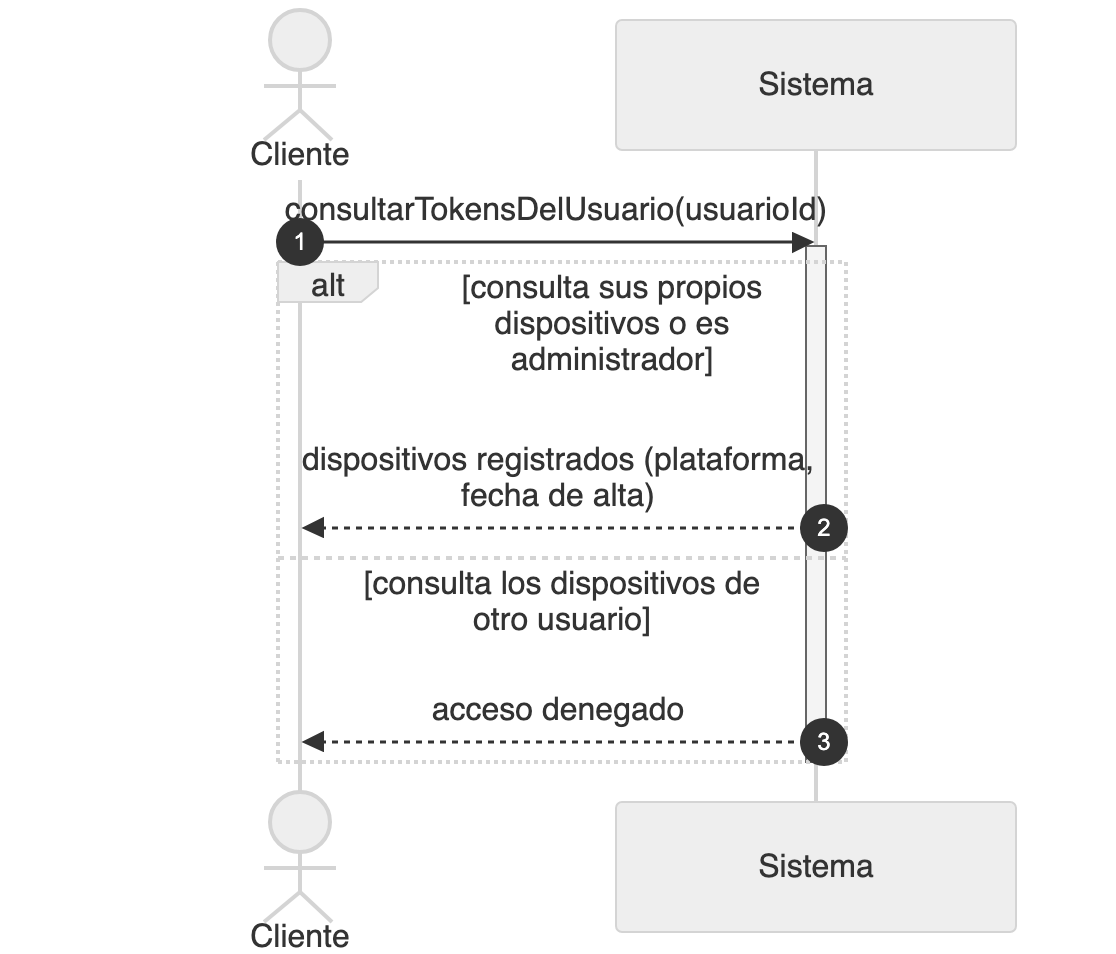 Cliente
Sistema
consultarTokensDelUsuario(usuarioId)
1
alt
[consulta sus propios
dispositivos o es
administrador]
dispositivos registrados (plataforma,
fecha de alta)
2
[consulta los dispositivos de
otro usuario]
acceso denegado
3
Cliente
Sistema